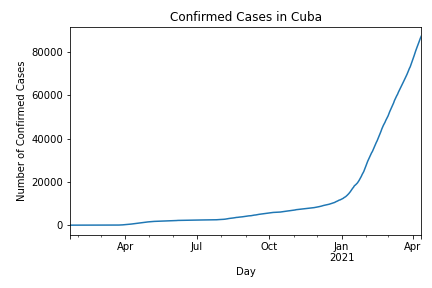 Confirmed Cases in Cuba
Number of Confirmed Cases
80000
60000
40000
20000
0
Apr
Jul
Oct
Jan
2021
Apr
Day